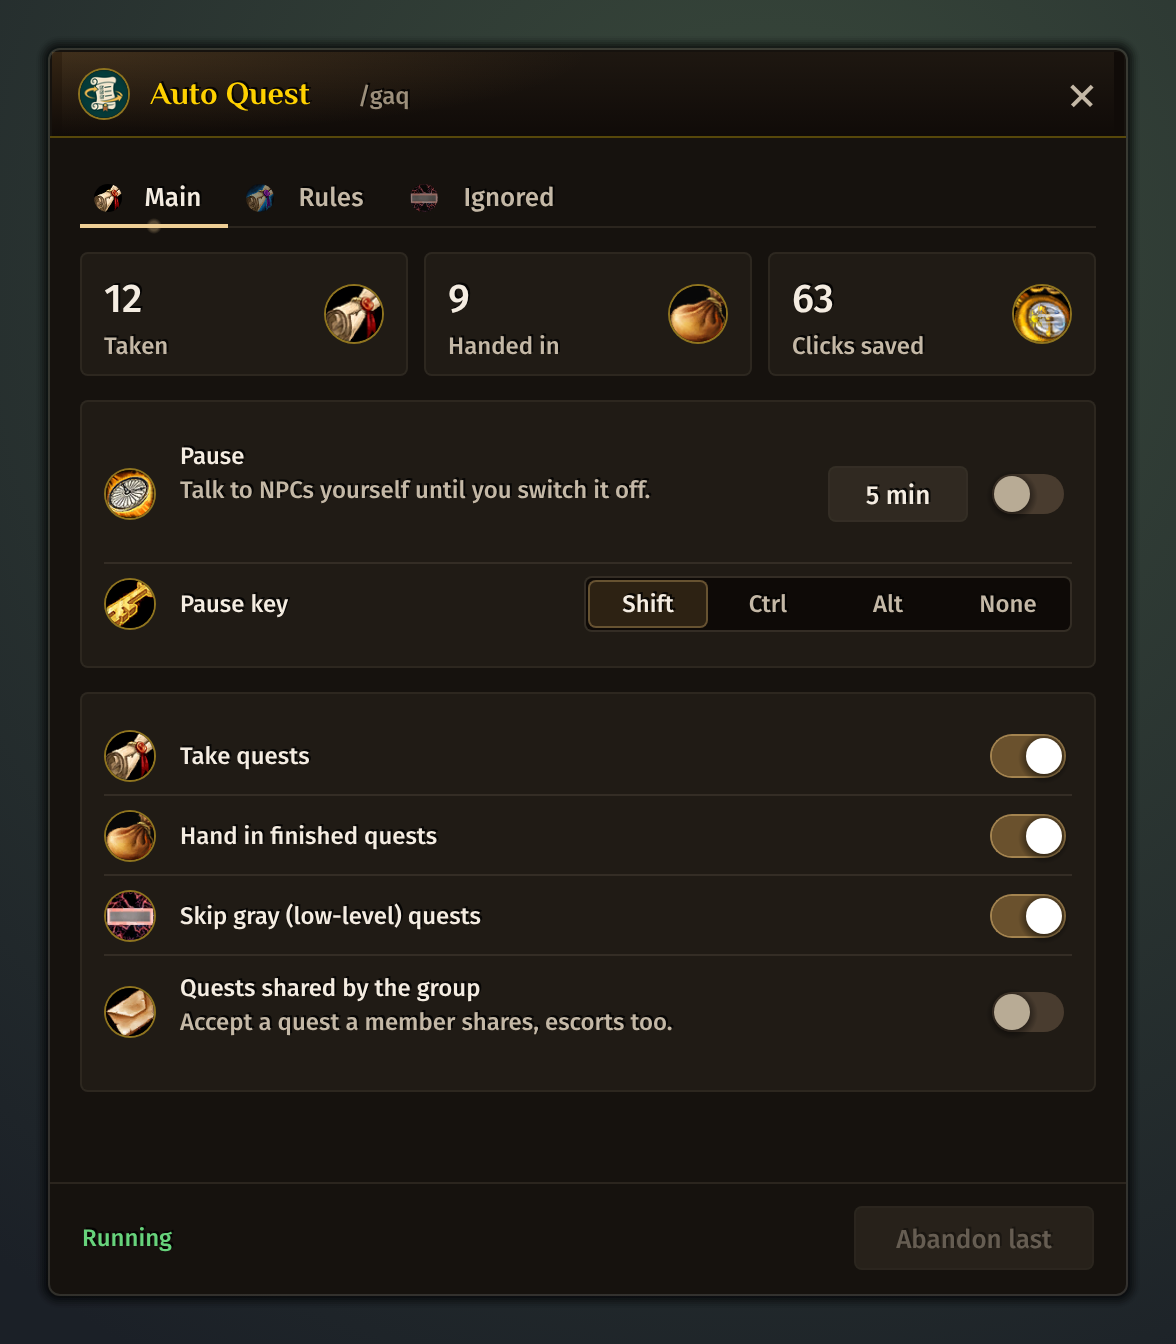 Auto Quest /gaq
Main Rules Ignored
12
Taken
9
Handed in
63
Clicks saved
Pause
Talk to NPCs yourself until you switch it off.
5 min
Pause key
Shift Ctrl Alt None
Take quests
Hand in finished quests
Skip gray (low-level) quests
Quests shared by the group
Accept a quest a member shares, escorts too.
Running
Abandon last